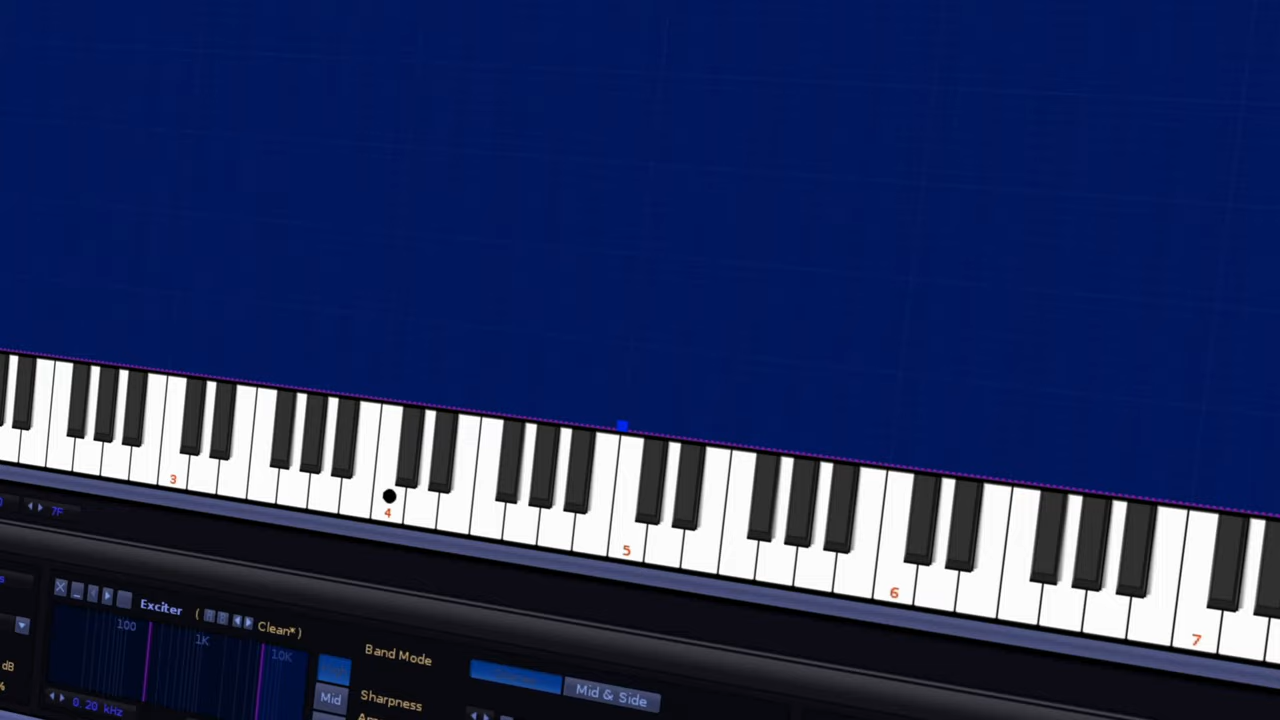 3
4
5
6
7
7F
Exciter ( Clean*)
100 1K 10K
0.20 kHz
dB
%
Band Mode
Mid & Side
Mid
Sharpness